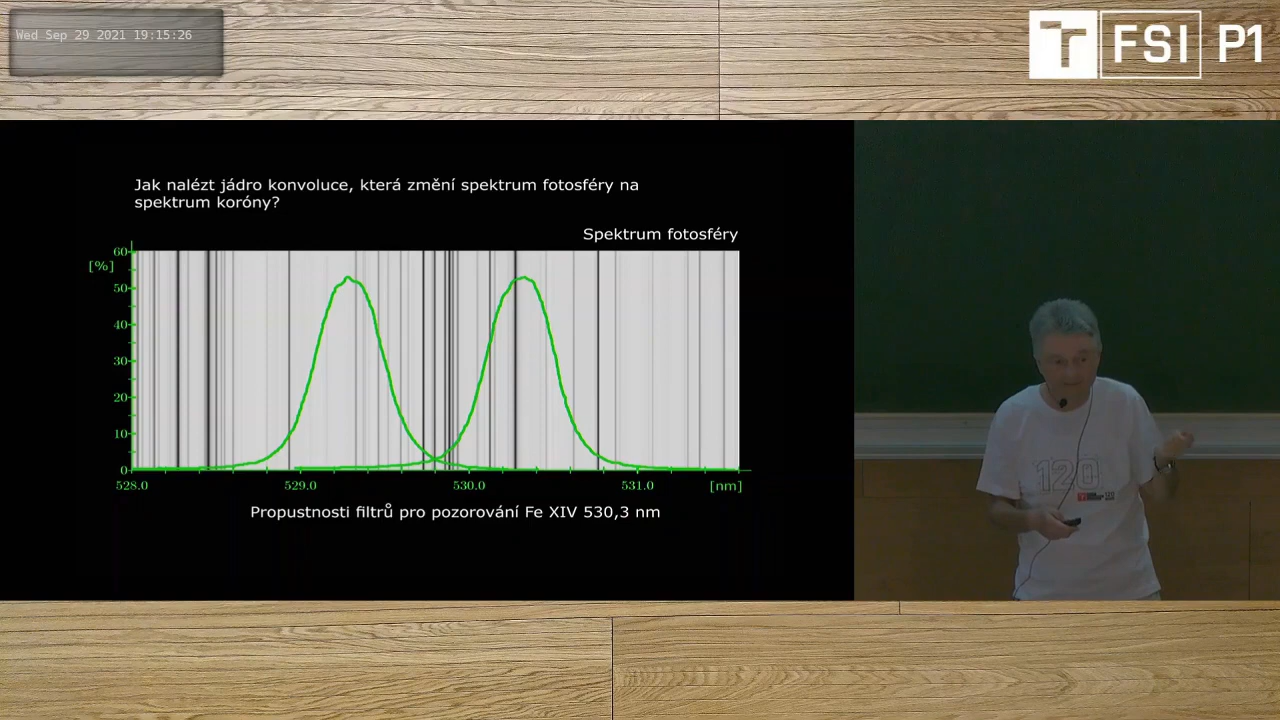 Wed Sep 29 2021 19:15:26
FSI P1
Jak nalézt jádro konvoluce, která změní spektrum fotosféry na
spektrum koróny?
Spektrum fotosféry
[%]
60
50
40
30
20
10
0
528.0 529.0 530.0 531.0 [nm]
Propustnosti filtrů pro pozorování Fe XIV 530,3 nm
120